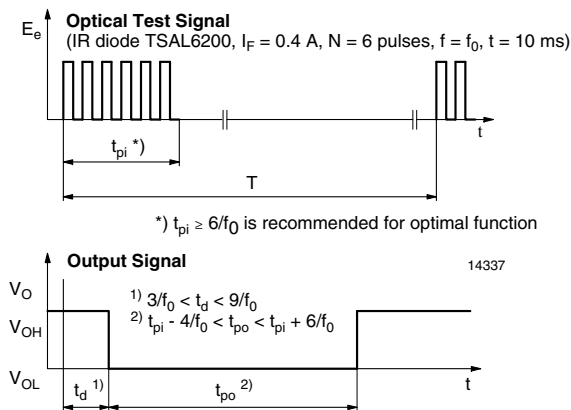 Optical Test Signal
(IR diode TSAL6200, I_F = 0.4 A, N = 6 pulses, f = f_0, t = 10 ms)
E_e
t
t_pi *)
T
*) t_pi ≥ 6/f_0 is recommended for optimal function
Output Signal
14337
V_O
1) 3/f_0 < t_d < 9/f_0
V_OH
2) t_pi - 4/f_0 < t_po < t_pi + 6/f_0
V_OL
t_d 1)
t_po 2)
t